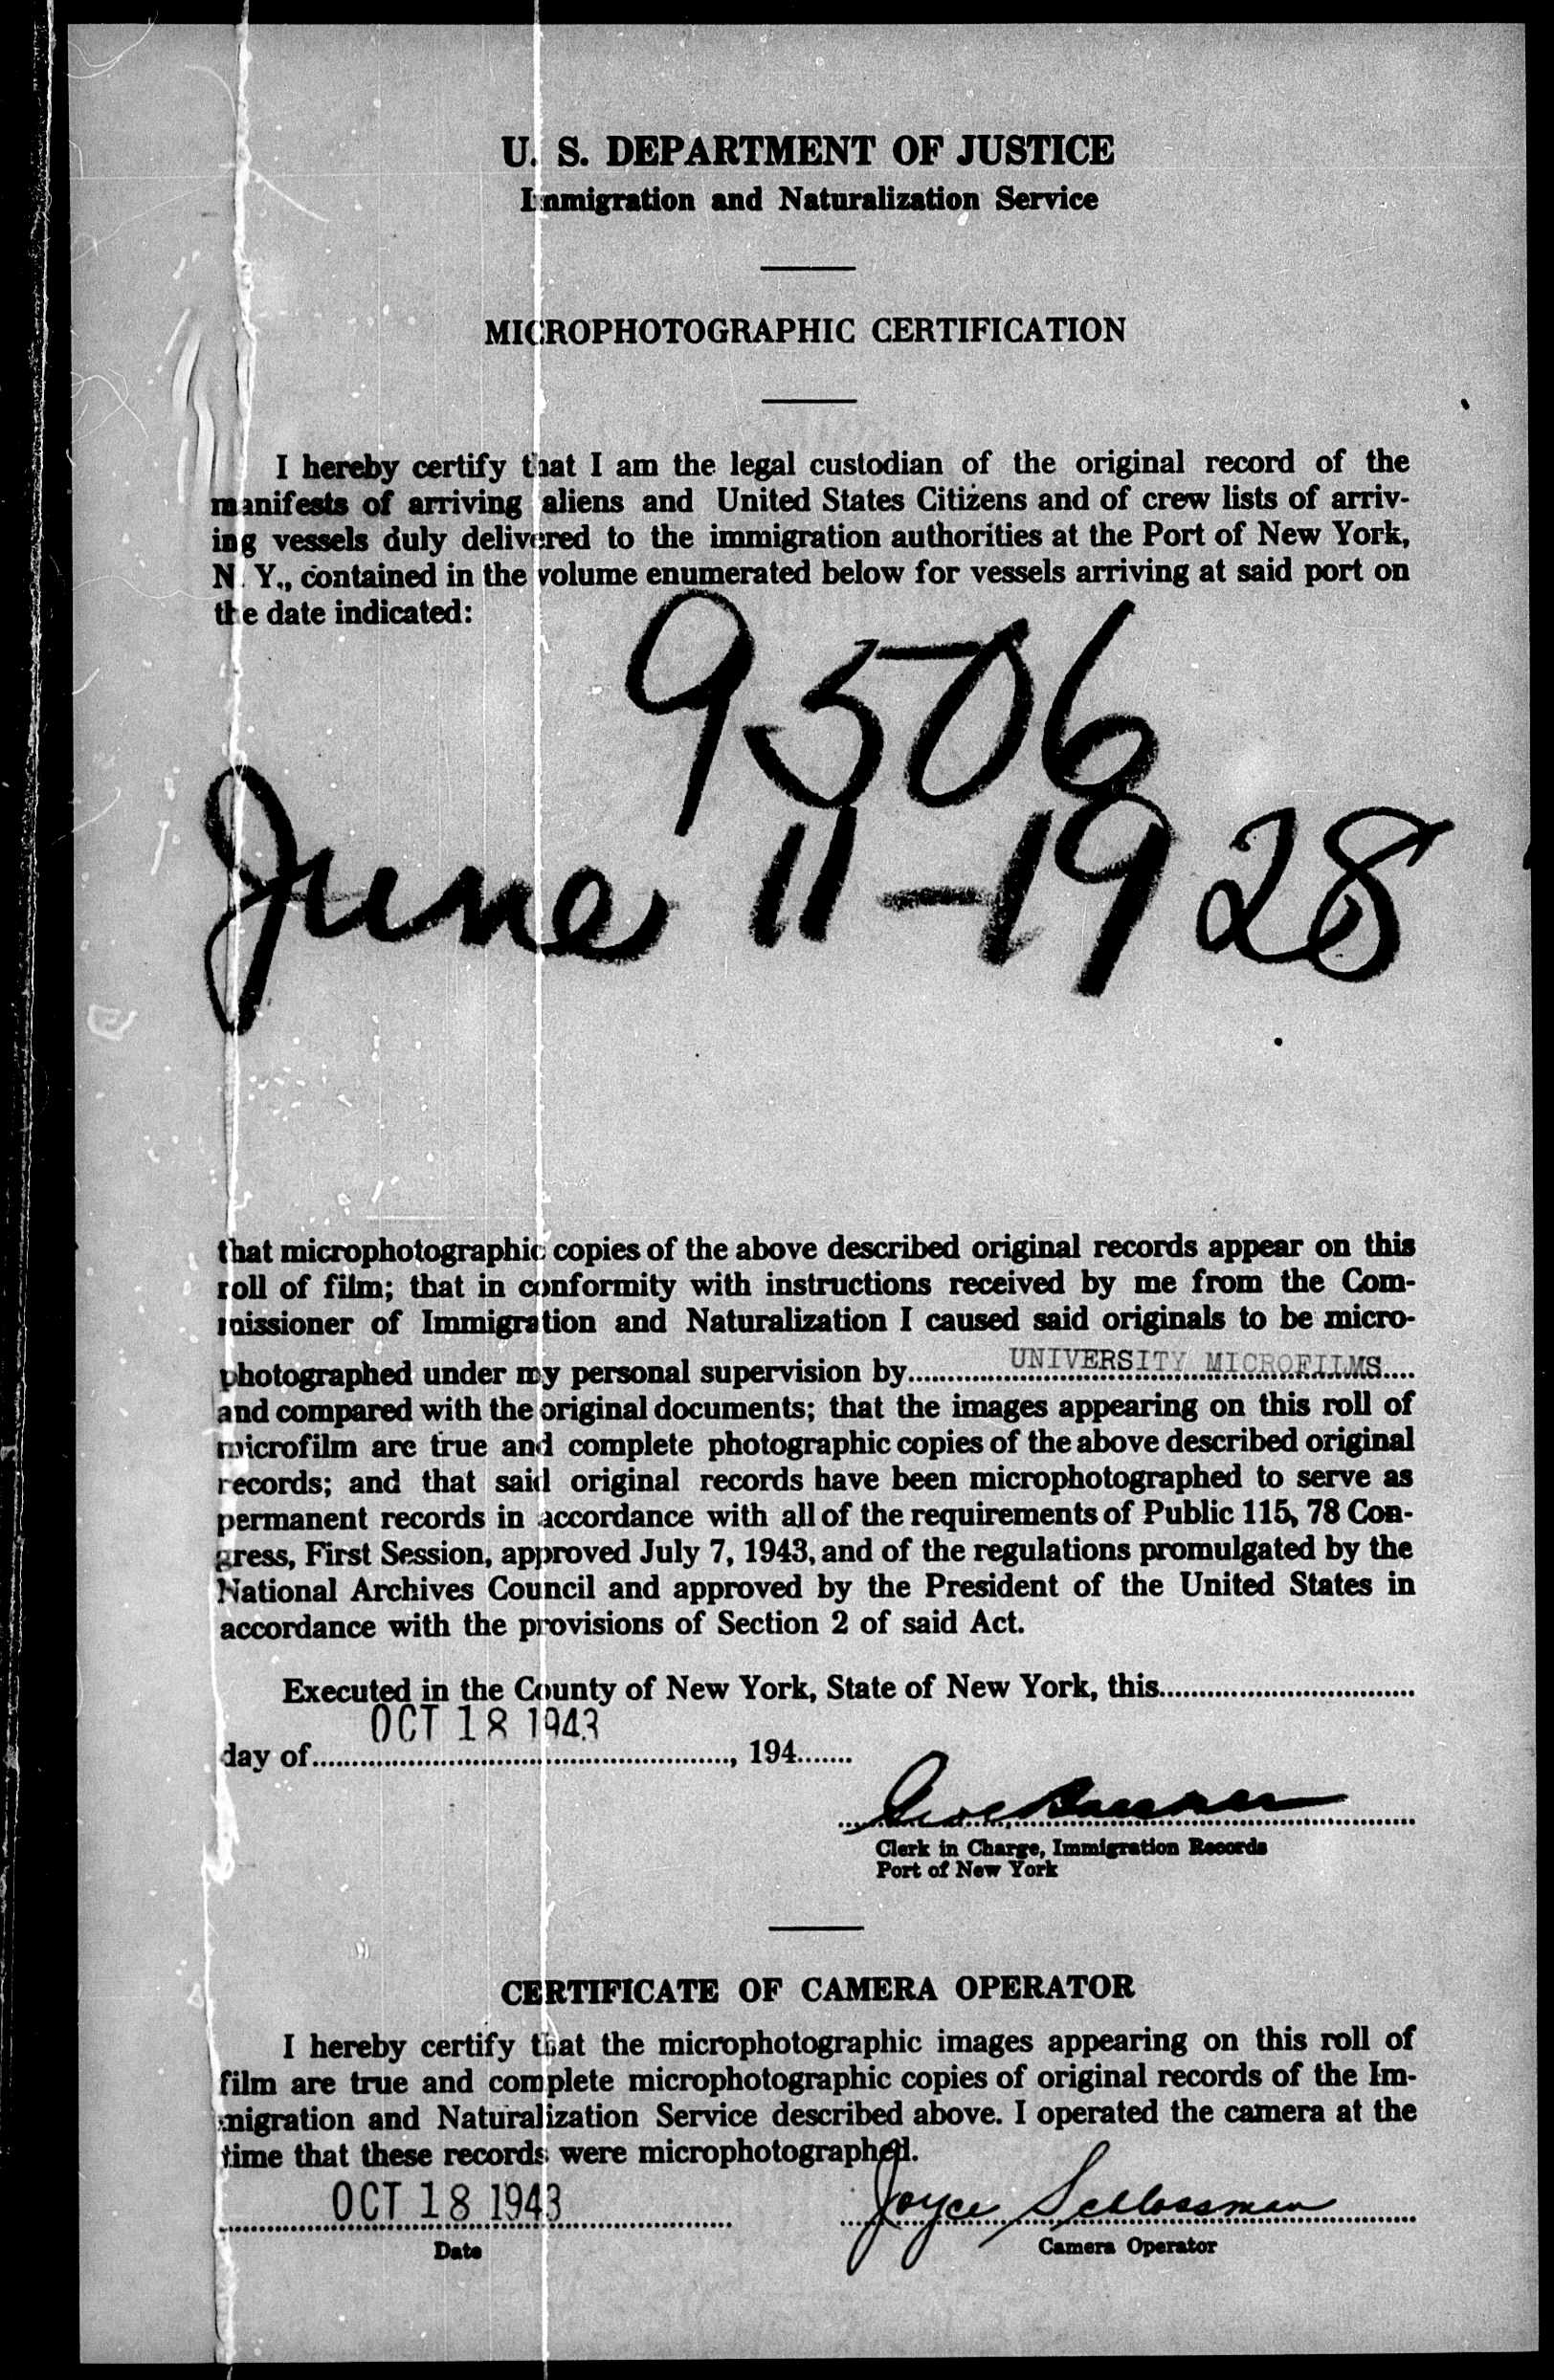 U. S. DEPARTMENT OF JUSTICE
Immigration and Naturalization Service
MICROPHOTOGRAPHIC CERTIFICATION
I hereby certify that I am the legal custodian of the original record of the
manifests of arriving aliens and United States Citizens and of crew lists of arriv-
ing vessels duly delivered to the immigration authorities at the Port of New York,
N. Y., contained in the volume enumerated below for vessels arriving at said port on
the date indicated:
9506
June 11-1928
that microphotographic copies of the above described original records appear on this
roll of film; that in conformity with instructions received by me from the Com-
missioner of Immigration and Naturalization I caused said originals to be micro-
photographed under my personal supervision by UNIVERSITY MICROFILMS
and compared with the original documents; that the images appearing on this roll of
microfilm are true and complete photographic copies of the above described original
records; and that said original records have been microphotographed to serve as
permanent records in accordance with all of the requirements of Public 115, 78 Con-
gress, First Session, approved July 7, 1943, and of the regulations promulgated by the
National Archives Council and approved by the President of the United States in
accordance with the provisions of Section 2 of said Act.
Executed in the County of New York, State of New York, this
OCT 18 1943
day of, 194
Clerk in Charge, Immigration Records
Port of New York
CERTIFICATE OF CAMERA OPERATOR
I hereby certify that the microphotographic images appearing on this roll of
film are true and complete microphotographic copies of original records of the Im-
migration and Naturalization Service described above. I operated the camera at the
time that these records were microphotographed.
OCT 18 1943 Joyce Schlossman
Date Camera Operator